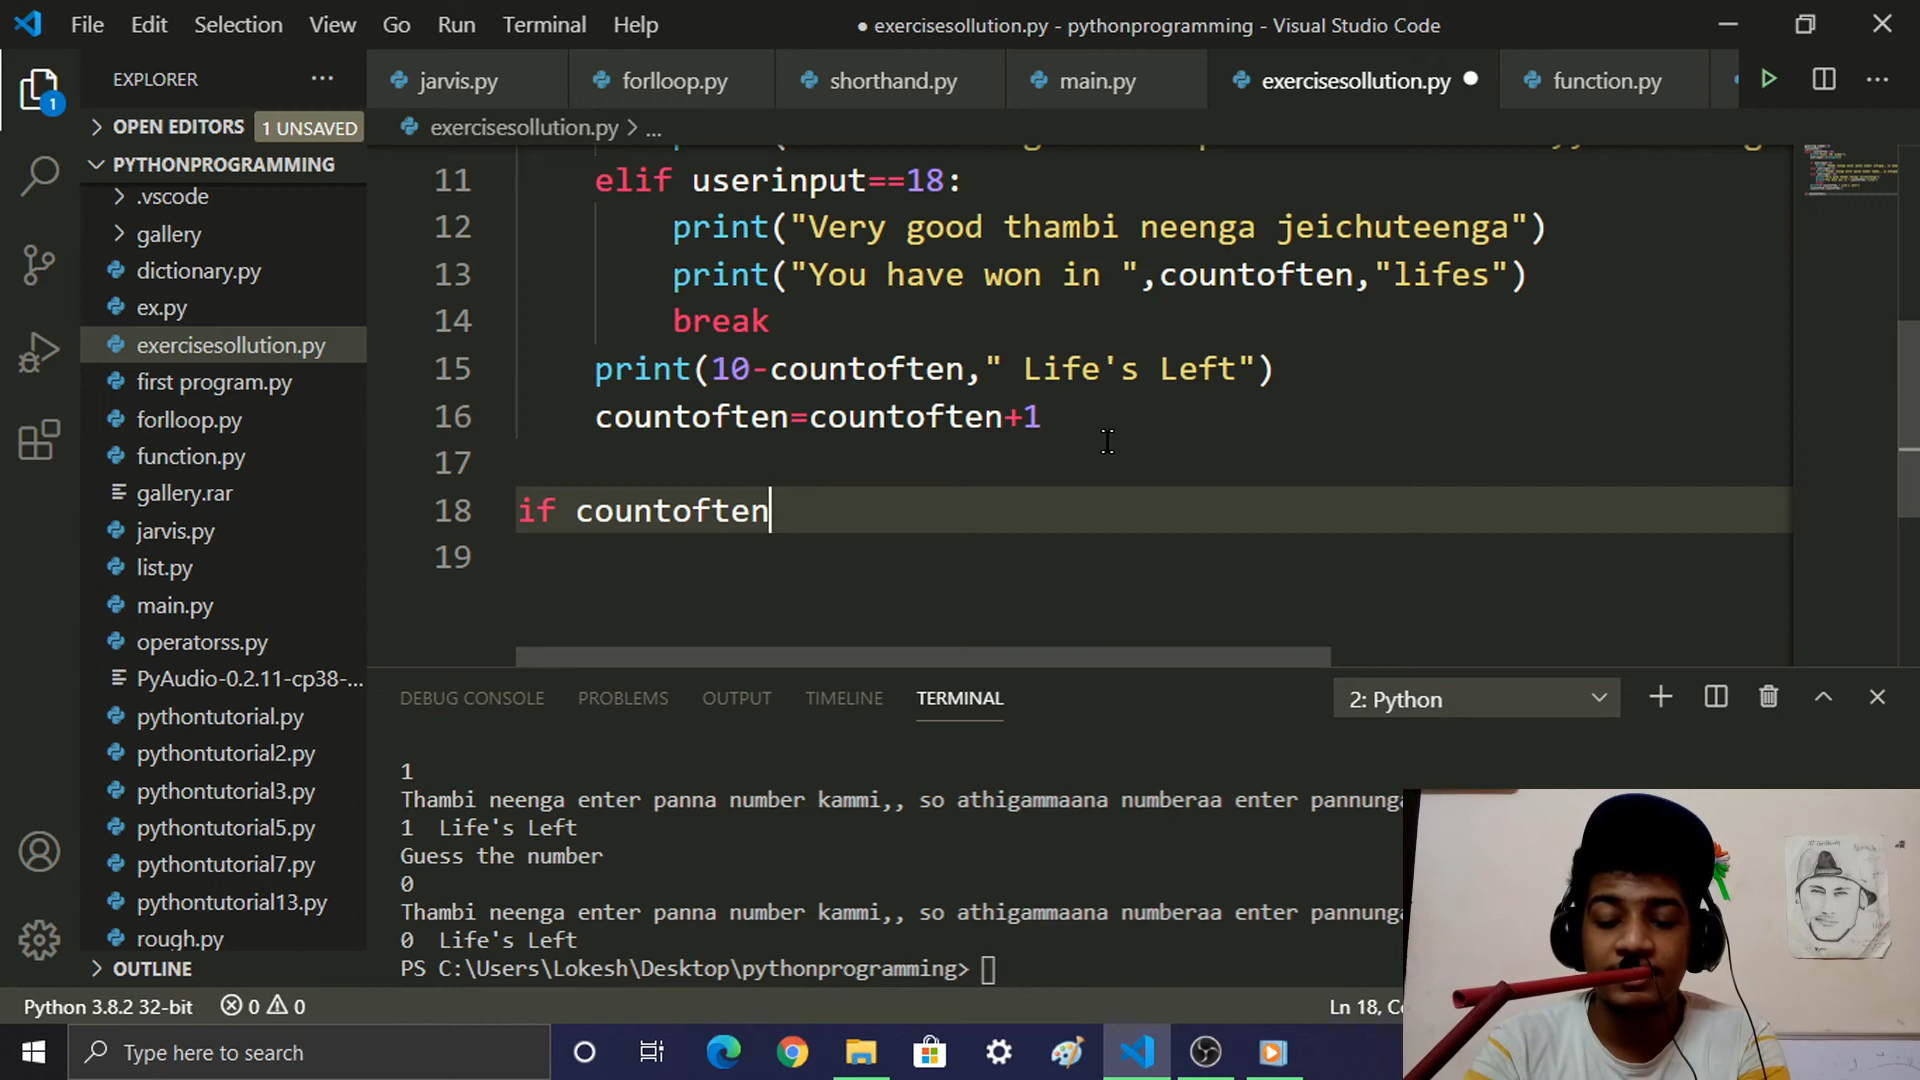 File Edit Selection View Go Run Terminal Help
● exercisesollution.py - pythonprogramming - Visual Studio Code
EXPLORER ...
jarvis.py forlloop.py shorthand.py main.py exercisesollution.py ● function.py
OPEN EDITORS 1 UNSAVED
exercisesollution.py > ...
PYTHONPROGRAMMING
.vscode
gallery
dictionary.py
ex.py
exercisesollution.py
first program.py
forlloop.py
function.py
gallery.rar
jarvis.py
list.py
main.py
operatorss.py
PyAudio-0.2.11-cp38-...
pythontutorial.py
pythontutorial2.py
pythontutorial3.py
pythontutorial5.py
pythontutorial7.py
pythontutorial13.py
rough.py
OUTLINE
1
11 elif userinput==18:
12 print("Very good thambi neenga jeichuteenga")
13 print("You have won in ",countoften,"lifes")
14 break
15 print(10-countoften," Life's Left")
16 countoften=countoften+1
17
18 if countoften
19
DEBUG CONSOLE PROBLEMS OUTPUT TIMELINE TERMINAL
2: Python
1
Thambi neenga enter panna number kammi,, so athigammaana numberaa enter pannunga
1  Life's Left
Guess the number
0
Thambi neenga enter panna number kammi,, so athigammaana numberaa enter pannunga
0  Life's Left
PS C:\Users\Lokesh\Desktop\pythonprogramming>
Python 3.8.2 32-bit 0 0
Ln 18,
Type here to search